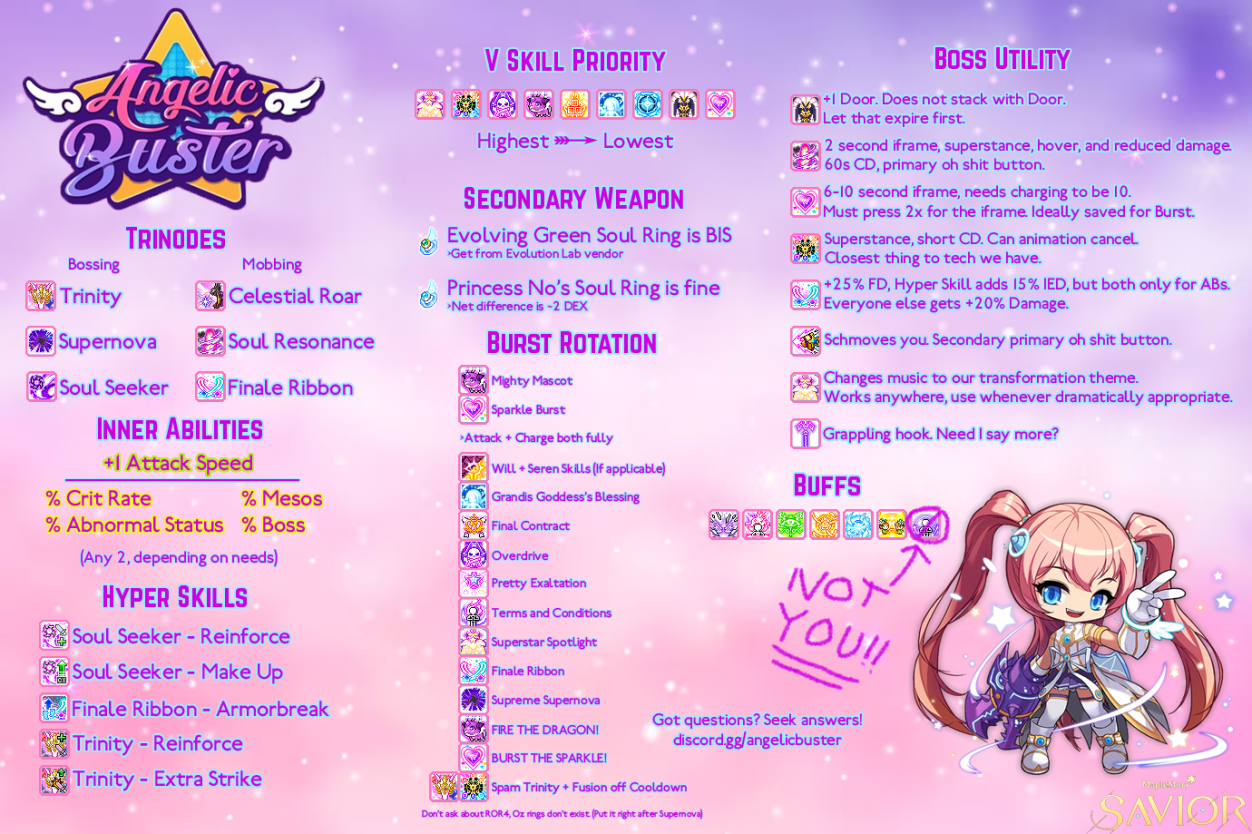 Angelic
Buster
TRINODES
Bossing
Mobbing
Trinity
Celestial Roar
Supernova
Soul Resonance
Soul Seeker
Finale Ribbon
INNER ABILITIES
+1 Attack Speed
% Crit Rate
% Mesos
% Abnormal Status
% Boss
(Any 2, depending on needs)
HYPER SKILLS
Soul Seeker - Reinforce
Soul Seeker - Make Up
Finale Ribbon - Armorbreak
Trinity - Reinforce
Trinity - Extra Strike
V SKILL PRIORITY
Highest Lowest
SECONDARY WEAPON
Evolving Green Soul Ring is BIS
>Get from Evolution Lab vendor
Princess No's Soul Ring is fine
>Net difference is ~2 DEX
BURST ROTATION
Mighty Mascot
Sparkle Burst
>Attack + Charge both fully
Will + Seren Skills (If applicable)
Grandis Goddess's Blessing
Final Contract
Overdrive
Pretty Exaltation
Terms and Conditions
Superstar Spotlight
Finale Ribbon
Supreme Supernova
FIRE THE DRAGON!
BURST THE SPARKLE!
Spam Trinity + Fusion off Cooldown
Don't ask about ROR4, Oz rings don't exist. (Put it right after Supernova)
BOSS UTILITY
+1 Door. Does not stack with Door.
Let that expire first.
2 second iframe, superstance, hover, and reduced damage.
60s CD, primary oh shit button.
6-10 second iframe, needs charging to be 10.
Must press 2x for the iframe. Ideally saved for Burst.
Superstance, short CD. Can animation cancel.
Closest thing to tech we have.
+25% FD, Hyper Skill adds 15% IED, but both only for ABs.
Everyone else gets +20% Damage.
Schmoves you. Secondary primary oh shit button.
Changes music to our transformation theme.
Works anywhere, use whenever dramatically appropriate.
Grappling hook. Need I say more?
BUFFS
NOT
YOU!!
Got questions? Seek answers!
discord.gg/angelicbuster
MapleStory
SAVIOR